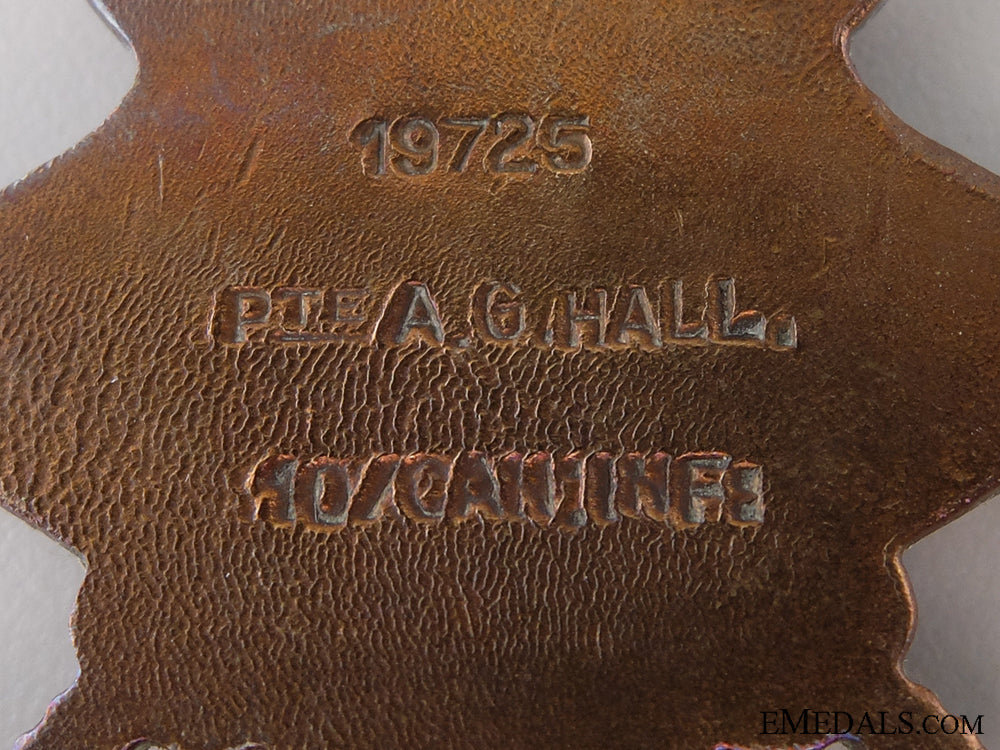 19725
PTE A. G. HALL.
10/CAN: INF:
EMEDALS.COM